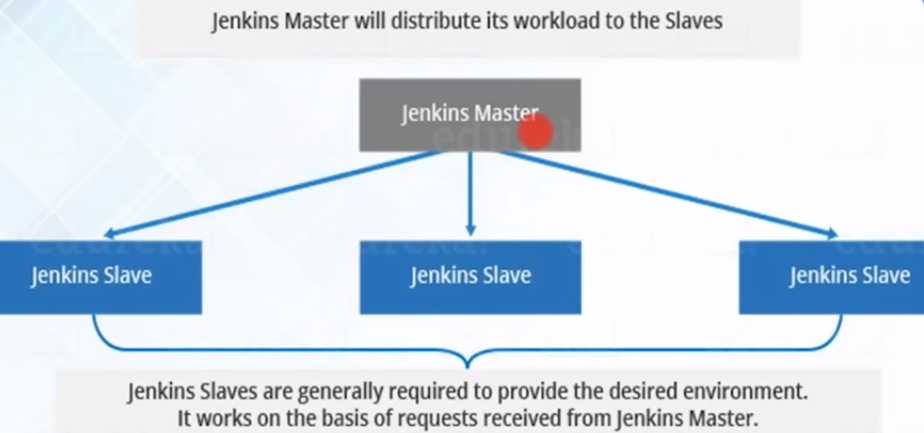 Jenkins Master will distribute its workload to the Slaves
Jenkins Master
Jenkins Slave
Jenkins Slave
Jenkins Slave
Jenkins Slaves are generally required to provide the desired environment.
It works on the basis of requests received from Jenkins Master.